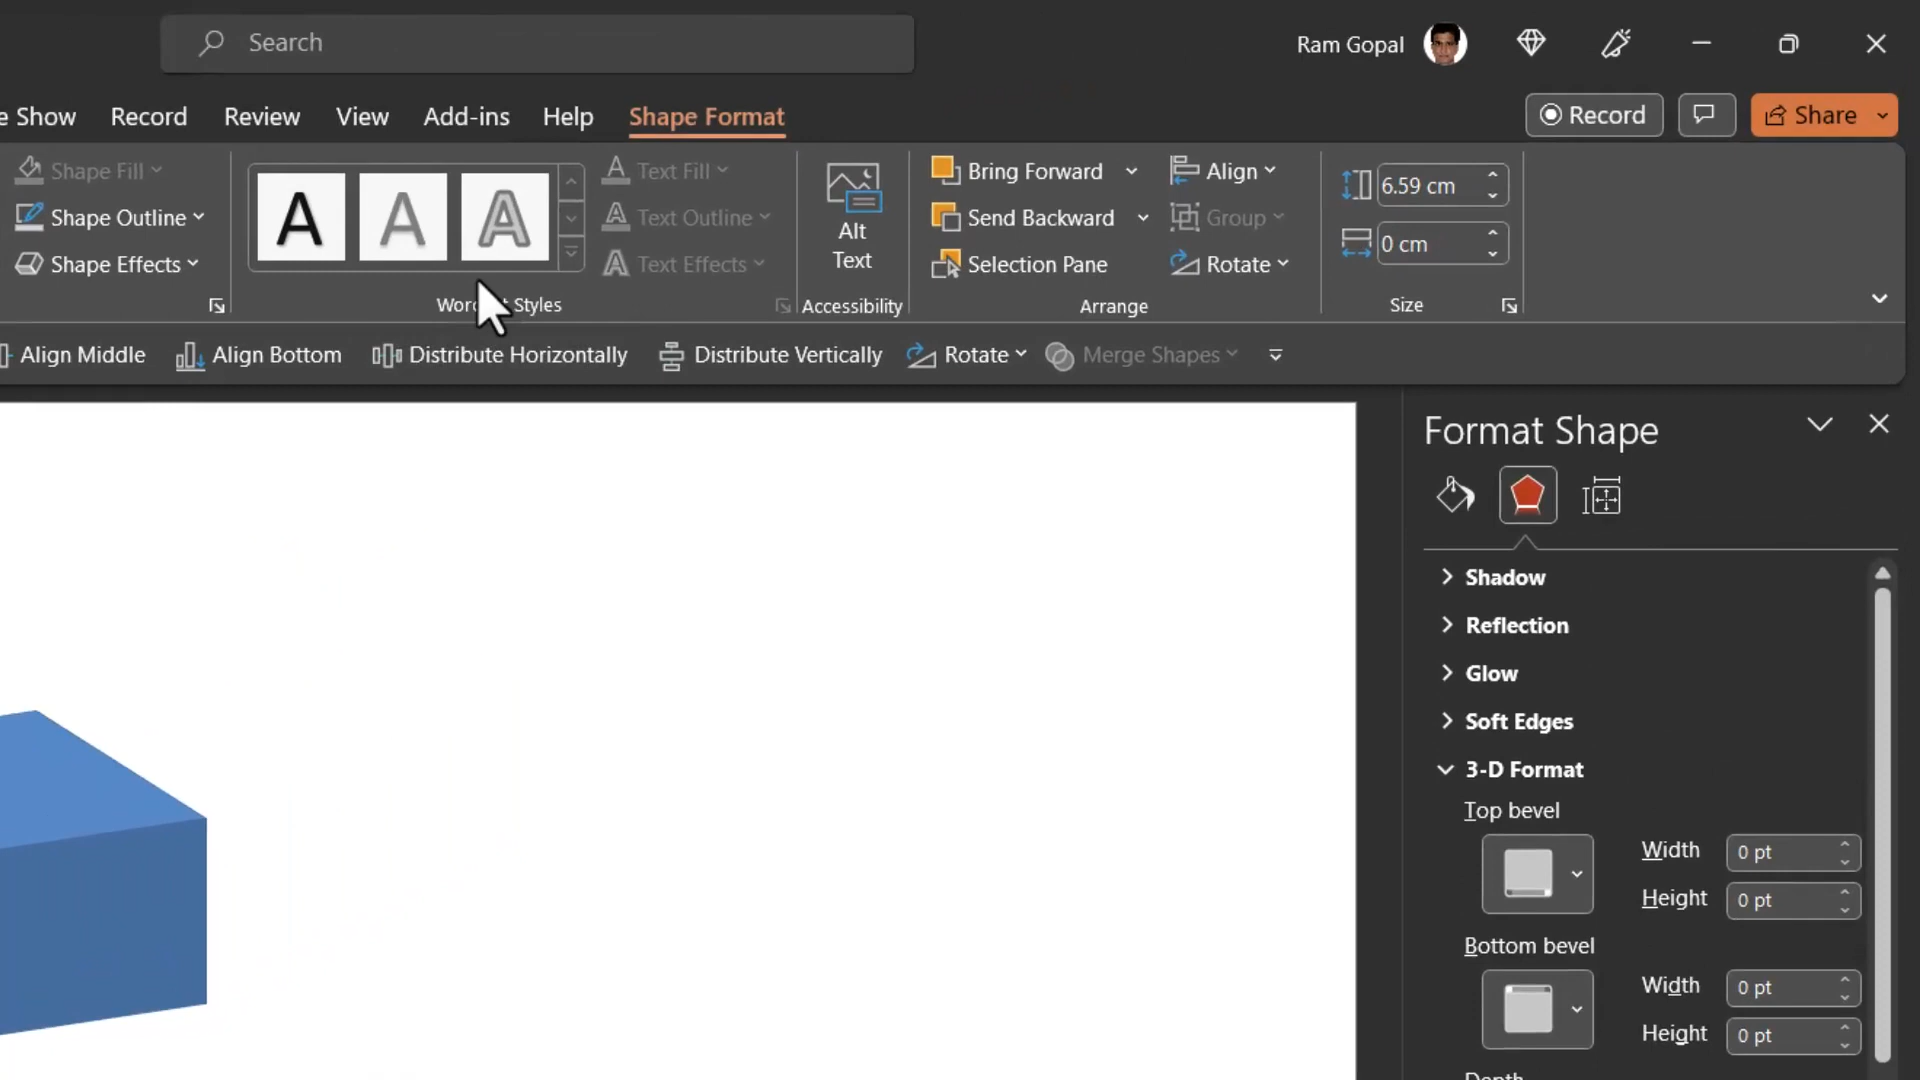 Search
Ram Gopal
e Show Record Review View Add-ins Help Shape Format
Record
Share
Shape Fill
Shape Outline
Shape Effects
A A A
Text Fill
Text Outline
Text Effects
Alt
Text
Bring Forward
Send Backward
Selection Pane
Align
Group
Rotate
6.59 cm
0 cm
Styles
Accessibility
Arrange
Size
Align Middle Align Bottom Distribute Horizontally Distribute Vertically Rotate Merge Shapes
Format Shape
Shadow
Reflection
Glow
Soft Edges
3-D Format
Top bevel
Width 0 pt
Height 0 pt
Bottom bevel
Width 0 pt
Height 0 pt
Depth